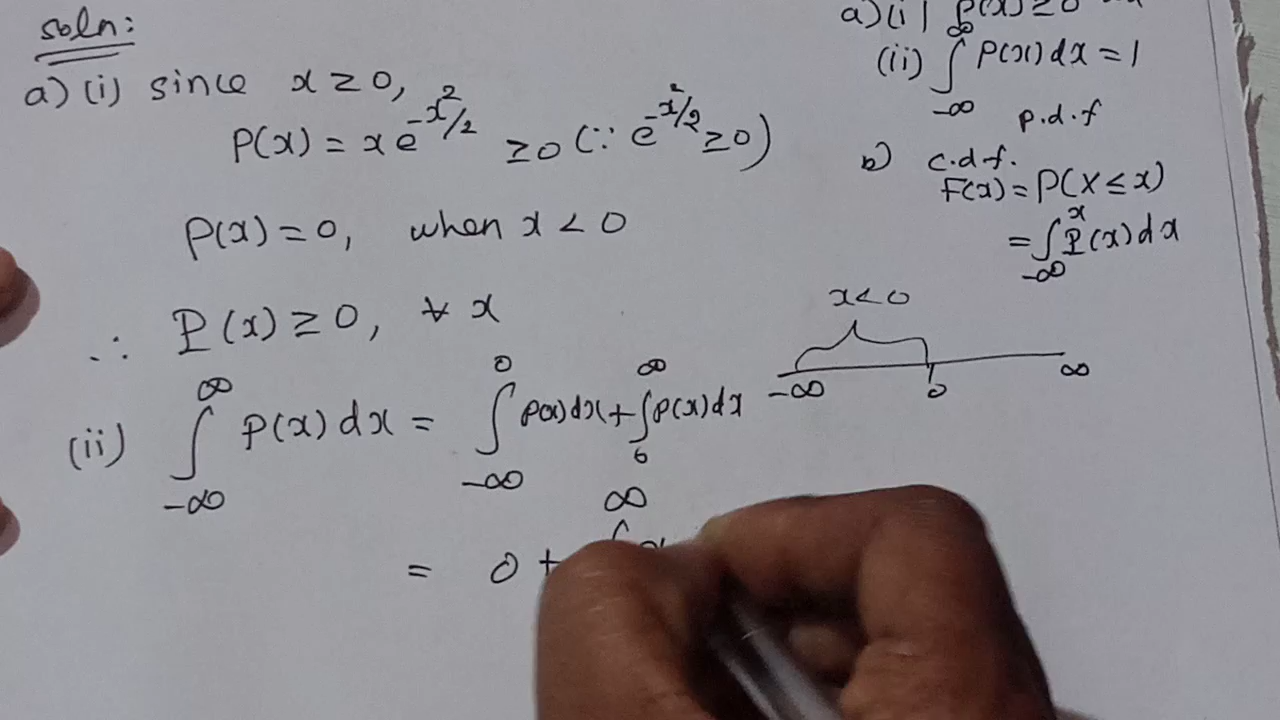 soln:
a) (i) since x ≥ 0,
P(x) = x e^{-x²/2} ≥ 0 (∵ e^{-x²/2} ≥ 0)
P(x) = 0, when x < 0
∴ P(x) ≥ 0, ∀ x
(ii) ∫_{-∞}^{∞} P(x) dx = ∫_{-∞}^{0} P(x) dx + ∫_{0}^{∞} P(x) dx
= 0 + ∫^{∞}
a) (i) P(x) ≥ 0
(ii) ∫_{-∞}^{∞} P(x) dx = 1
p.d.f
b) c.d.f.
F(x) = P(X ≤ x)
= ∫_{-∞}^{x} P(x) dx
x < 0
-∞ 0 ∞